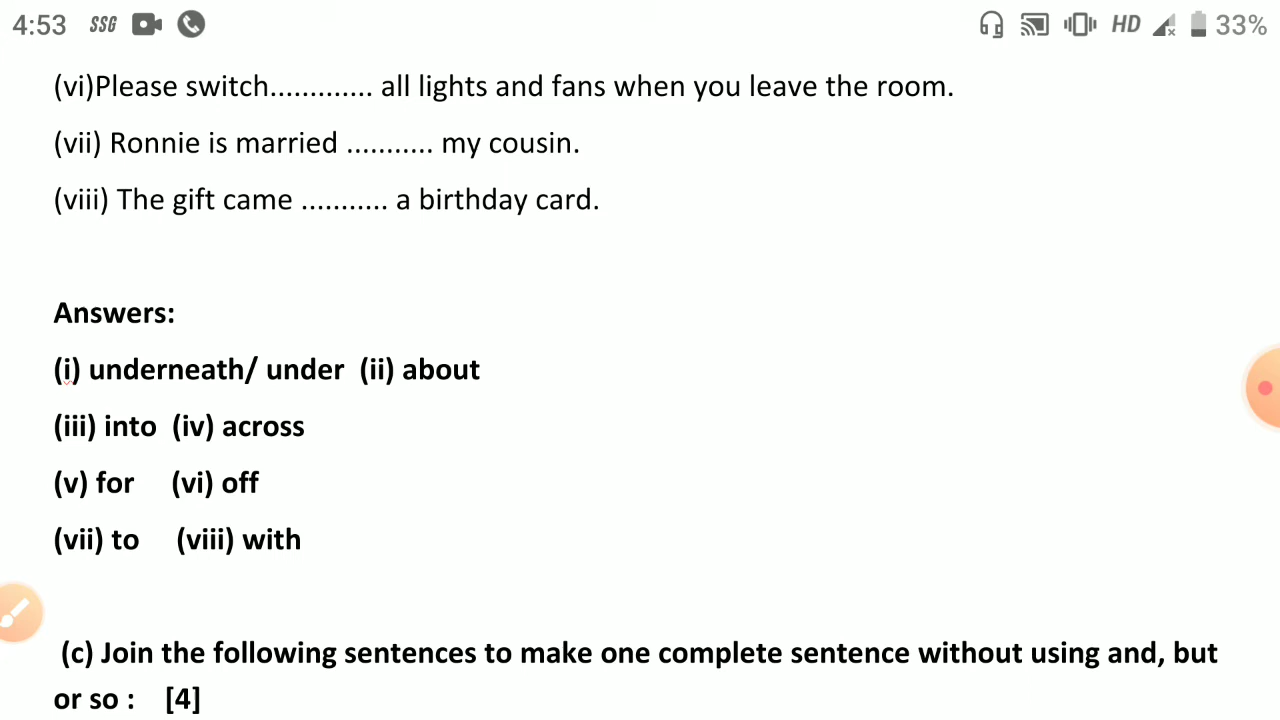 4:53 SSG HD 33%
(vi)Please switch............. all lights and fans when you leave the room.
(vii) Ronnie is married ........... my cousin.
(viii) The gift came ........... a birthday card.
Answers:
(i) underneath/ under (ii) about
(iii) into (iv) across
(v) for (vi) off
(vii) to (viii) with
(c) Join the following sentences to make one complete sentence without using and, but
or so : [4]